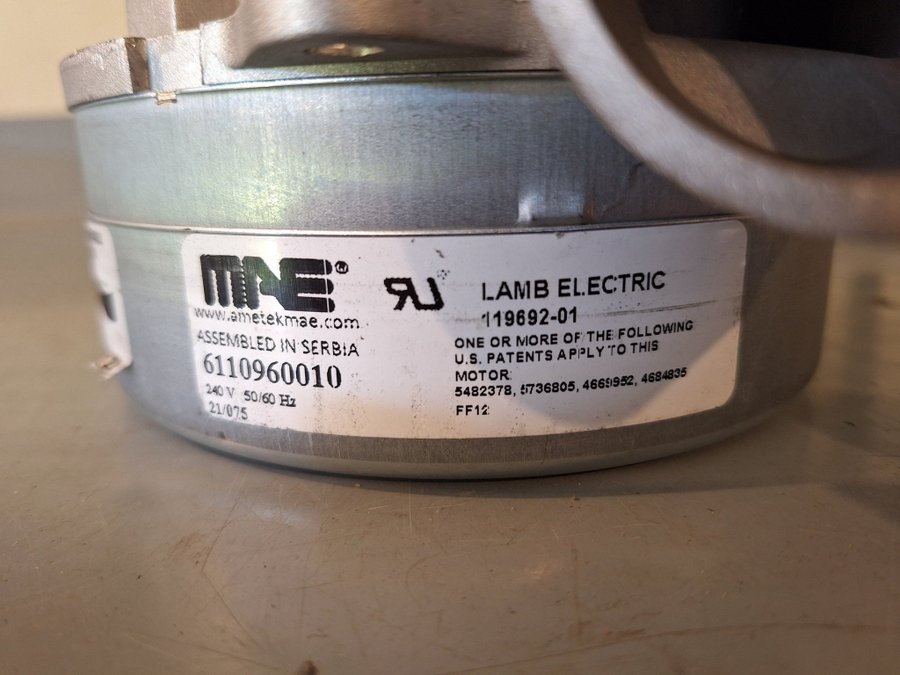 MAE®
www.ametekmae.com
ASSEMBLED IN SERBIA
6110960010
240 V 50/60 Hz
21/075
RU
LAMB ELECTRIC
119692-01
ONE OR MORE OF THE FOLLOWING
U.S. PATENTS APPLY TO THIS
MOTOR:
5482378, 5736805, 4669952, 4684835
FF12